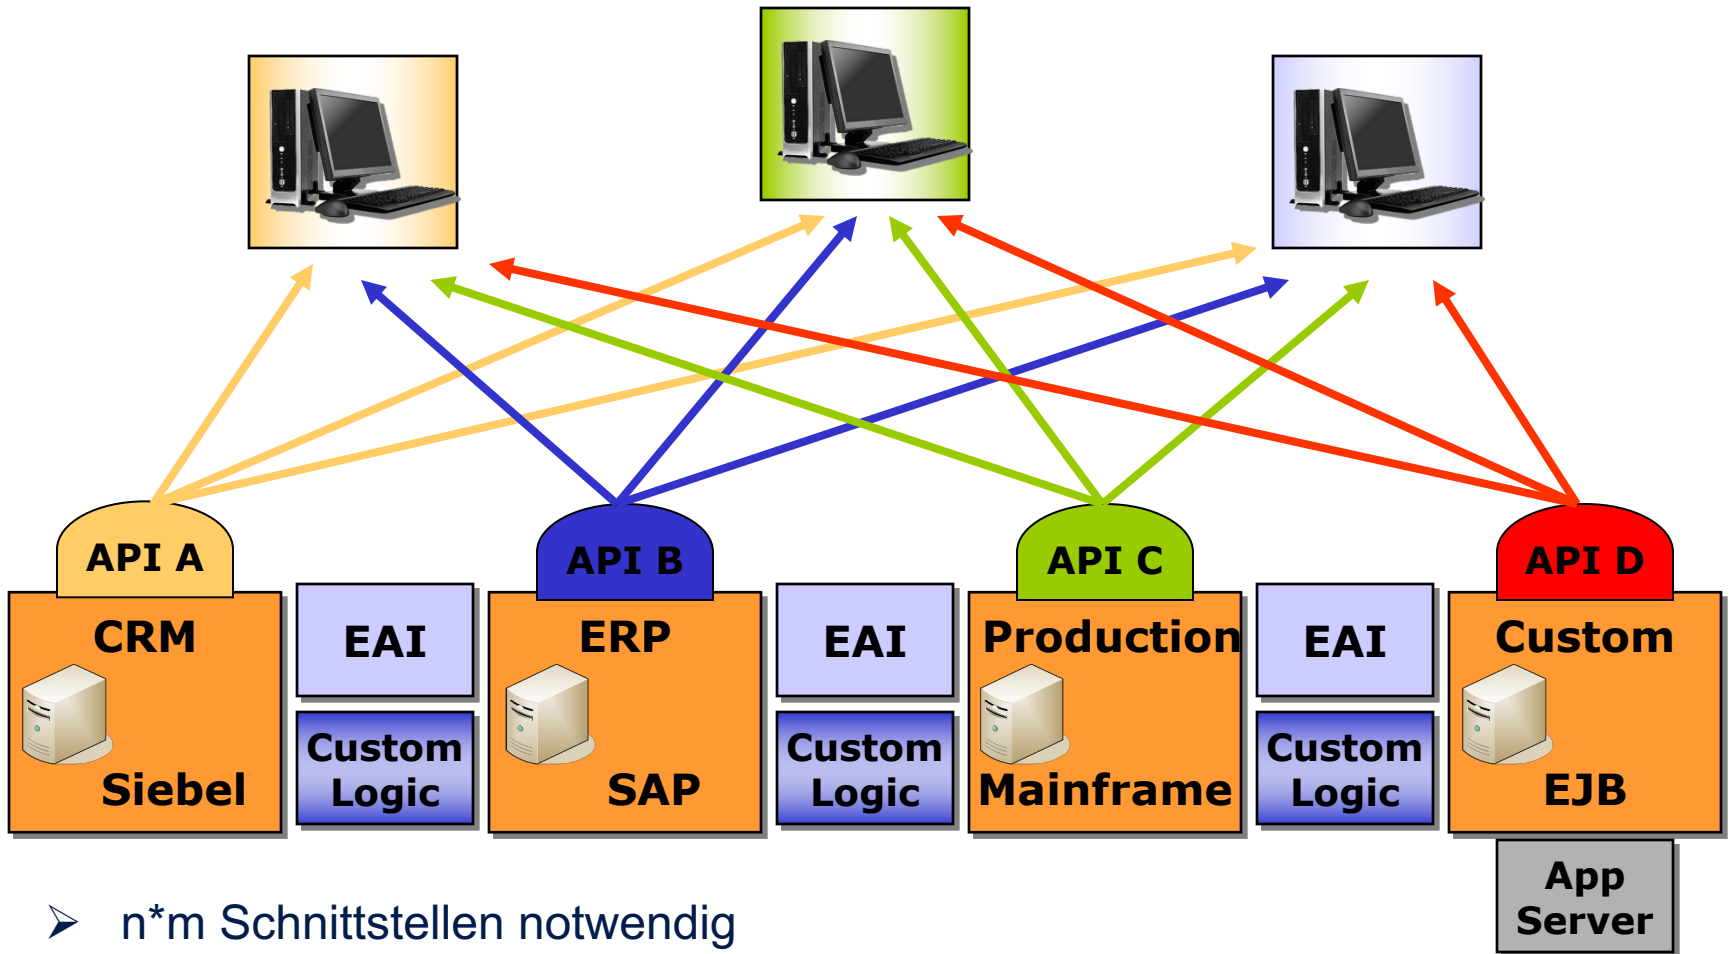 API A
API B
API C
API D
CRM
EAI
ERP
EAI
Production
EAI
Custom
Siebel
Custom
Logic
SAP
Custom
Logic
Mainframe
Custom
Logic
EJB
App
Server
➢ n*m Schnittstellen notwendig